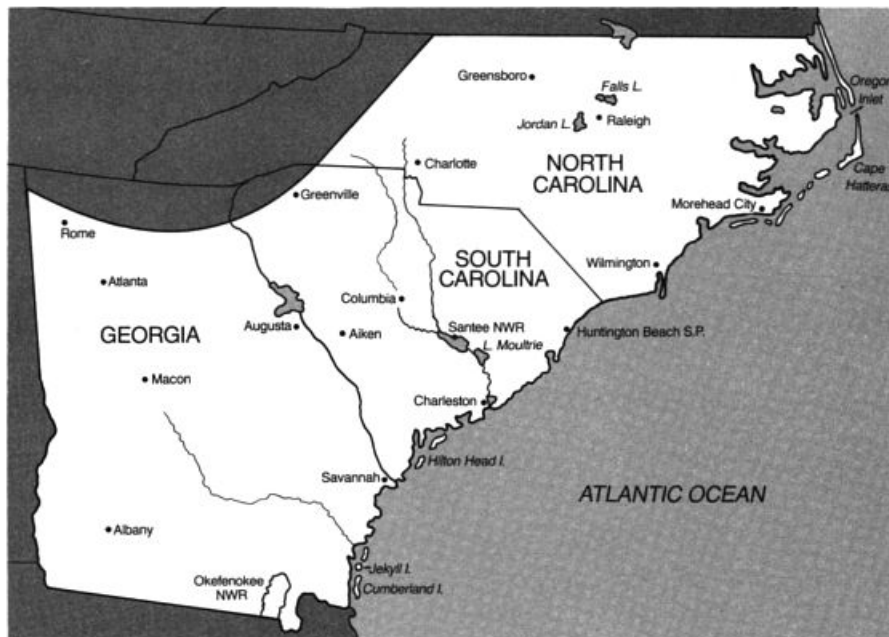 Greensboro
Falls L.
Oregon
Inlet
Jordan L.
Raleigh
Charlotte
NORTH
CAROLINA
Cape
Hatteras
Greenville
Morehead City
Rome
SOUTH
CAROLINA
Wilmington
Atlanta
Columbia
GEORGIA
Augusta
Aiken
Santee NWR
Huntington Beach S.P.
L. Moultrie
Macon
Charleston
Hilton Head I.
Savannah
ATLANTIC OCEAN
Albany
Okefenokee
NWR
Jekyll I.
Cumberland I.